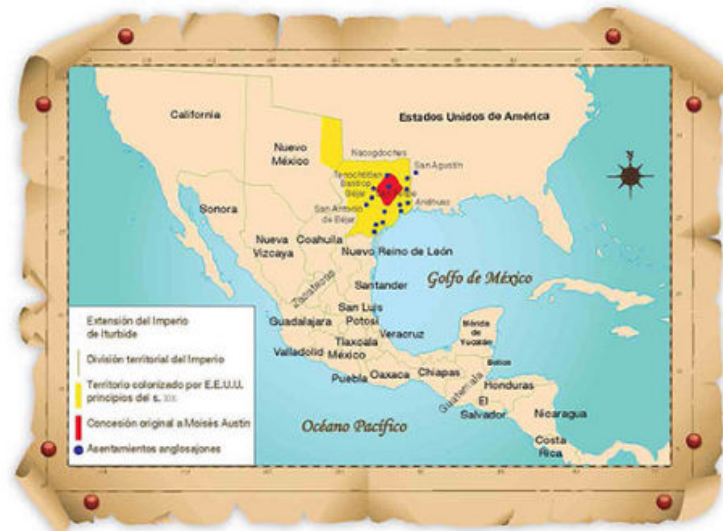 California
Estados Unidos de América
Nuevo
México
Nacogdoches
San Agustín
Tenochtitlan
Bastrop
Béjar
San Antonio
de Béjar
Anáhuac
Sonora
Nueva
Vizcaya
Coahuila
Nuevo Reino de León
Golfo de México
Zacatecas
Santander
San Luis
Potosí
Guadalajara
Veracruz
Mérida
de
Yucatán
Tlaxcala
Valladolid
México
Belice
Puebla
Oaxaca
Chiapas
Guatemala
Honduras
El
Salvador
Nicaragua
Costa
Rica
Océano Pacífico
Extensión del Imperio
de Iturbide
División territorial del Imperio
Territorio colonizado por E.E.U.U.
principios del s. XIX
Concesión original a Moisés Austin
Asentamientos anglosajones